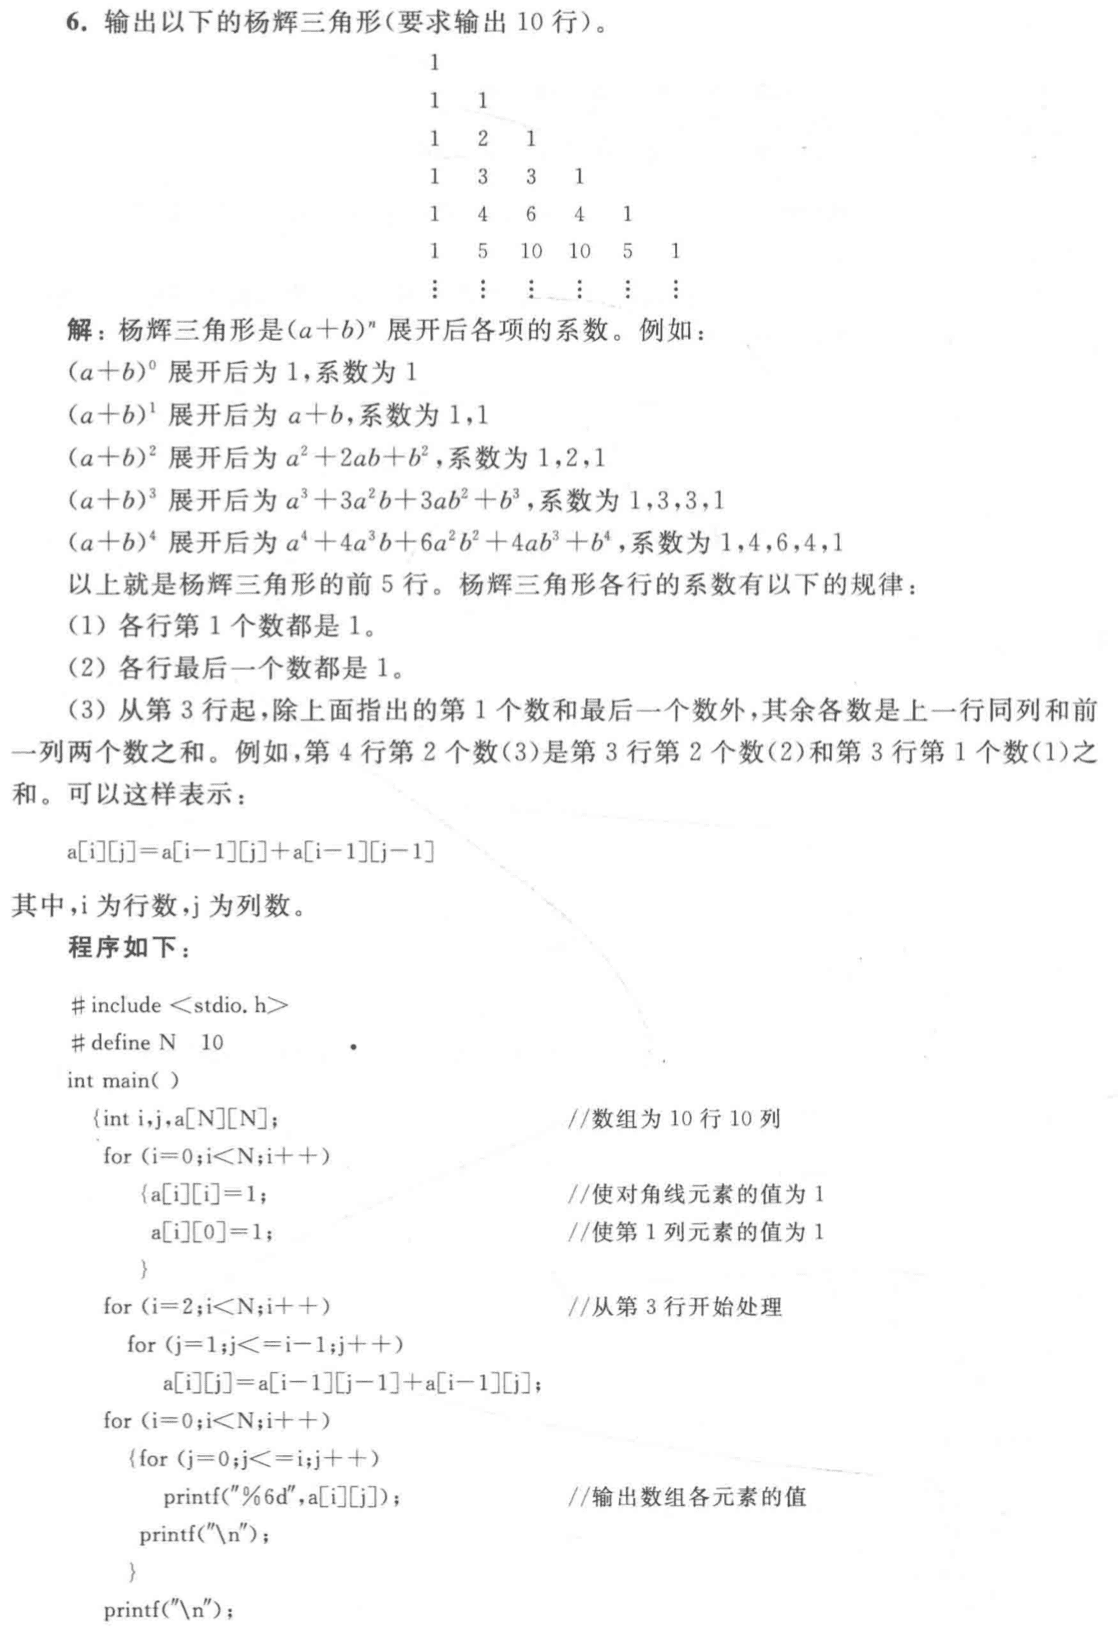 6. 输出以下的杨辉三角形(要求输出 10 行)。
1
1 1
1 2 1
1 3 3 1
1 4 6 4 1
1 5 10 10 5 1
⋮ ⋮ ⋮ ⋮ ⋮ ⋮
解:杨辉三角形是(a+b)ⁿ 展开后各项的系数。例如:
(a+b)⁰ 展开后为 1,系数为 1
(a+b)¹ 展开后为 a+b,系数为 1,1
(a+b)² 展开后为 a²+2ab+b²,系数为 1,2,1
(a+b)³ 展开后为 a³+3a²b+3ab²+b³,系数为 1,3,3,1
(a+b)⁴ 展开后为 a⁴+4a³b+6a²b²+4ab³+b⁴,系数为 1,4,6,4,1
以上就是杨辉三角形的前 5 行。杨辉三角形各行的系数有以下的规律:
(1) 各行第 1 个数都是 1。
(2) 各行最后一个数都是 1。
(3) 从第 3 行起,除上面指出的第 1 个数和最后一个数外,其余各数是上一行同列和前
一列两个数之和。例如,第 4 行第 2 个数(3)是第 3 行第 2 个数(2)和第 3 行第 1 个数(1)之
和。可以这样表示:
a[i][j]=a[i-1][j]+a[i-1][j-1]
其中,i 为行数,j 为列数。
程序如下:
#include <stdio.h>
#define N 10
int main( )
{int i,j,a[N][N]; //数组为 10 行 10 列
for (i=0;i<N;i++)
{a[i][i]=1; //使对角线元素的值为 1
a[i][0]=1; //使第 1 列元素的值为 1
}
for (i=2;i<N;i++) //从第 3 行开始处理
for (j=1;j<=i-1;j++)
a[i][j]=a[i-1][j-1]+a[i-1][j];
for (i=0;i<N;i++)
{for (j=0;j<=i;j++)
printf("%6d",a[i][j]); //输出数组各元素的值
printf("\n");
}
printf("\n");